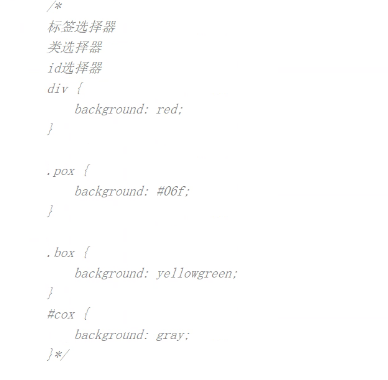 /*
标签选择器
类选择器
id选择器
div {
    background: red;
}

.pox {
    background: #06f;
}

.box {
    background: yellowgreen;
}
#cox {
    background: gray;
}*/